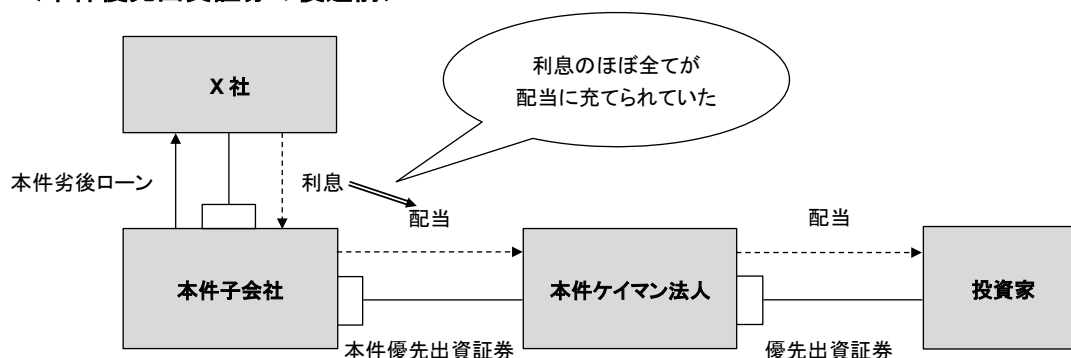 利息のほぼ全てが
配当に充てられていた
X 社
本件劣後ローン
利息
配当
配当
本件子会社
本件ケイマン法人
投資家
本件優先出資証券
優先出資証券